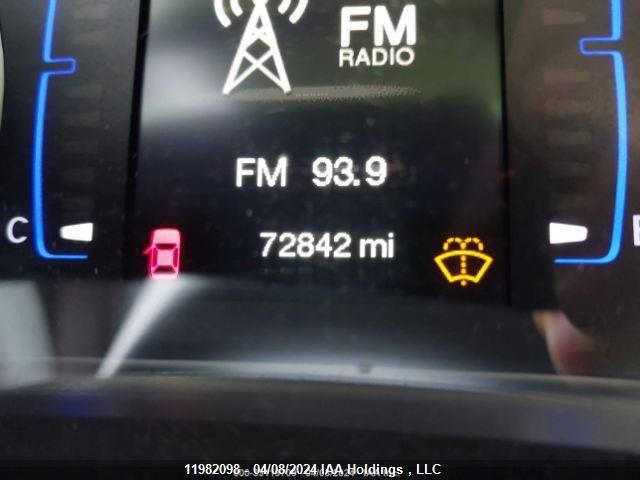 FM
RADIO
FM 93.9
C
72842 mi
11982098 - 04/08/2024 IAA Holdings , LLC